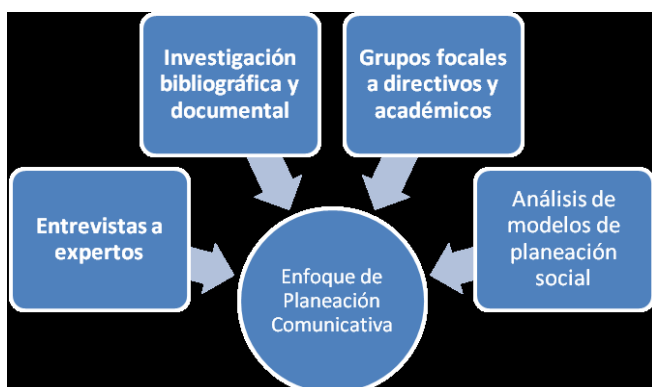 Investigación
bibliográfica y
documental
Grupos focales
a directivos y
académicos
Entrevistas a
expertos
Análisis de
modelos de
planeación
social
Enfoque de
Planeación
Comunicativa